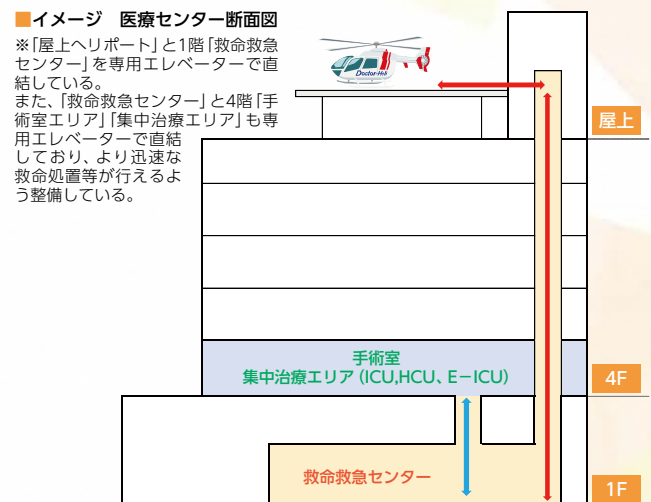 ■イメージ 医療センター断面図
※「屋上ヘリポート」と1階「救命救急
センター」を専用エレベーターで直
結している。
また、「救命救急センター」と4階「手
術室エリア」「集中治療エリア」も専
用エレベーターで直結
しており、より迅速な
救命処置等が行えるよ
う整備している。
Doctor-Heli
屋上
手術室
集中治療エリア（ICU,HCU、E－ICU）
4F
救命救急センター
1F